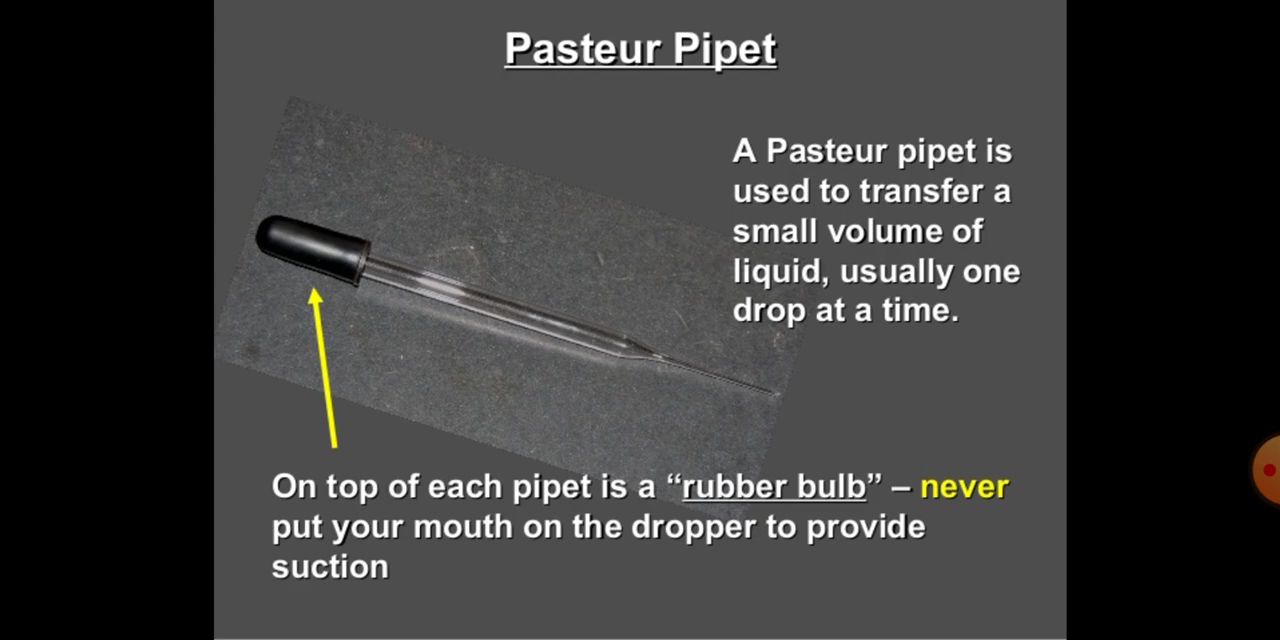 Pasteur Pipet
A Pasteur pipet is
used to transfer a
small volume of
liquid, usually one
drop at a time.
On top of each pipet is a “rubber bulb” – never
put your mouth on the dropper to provide
suction